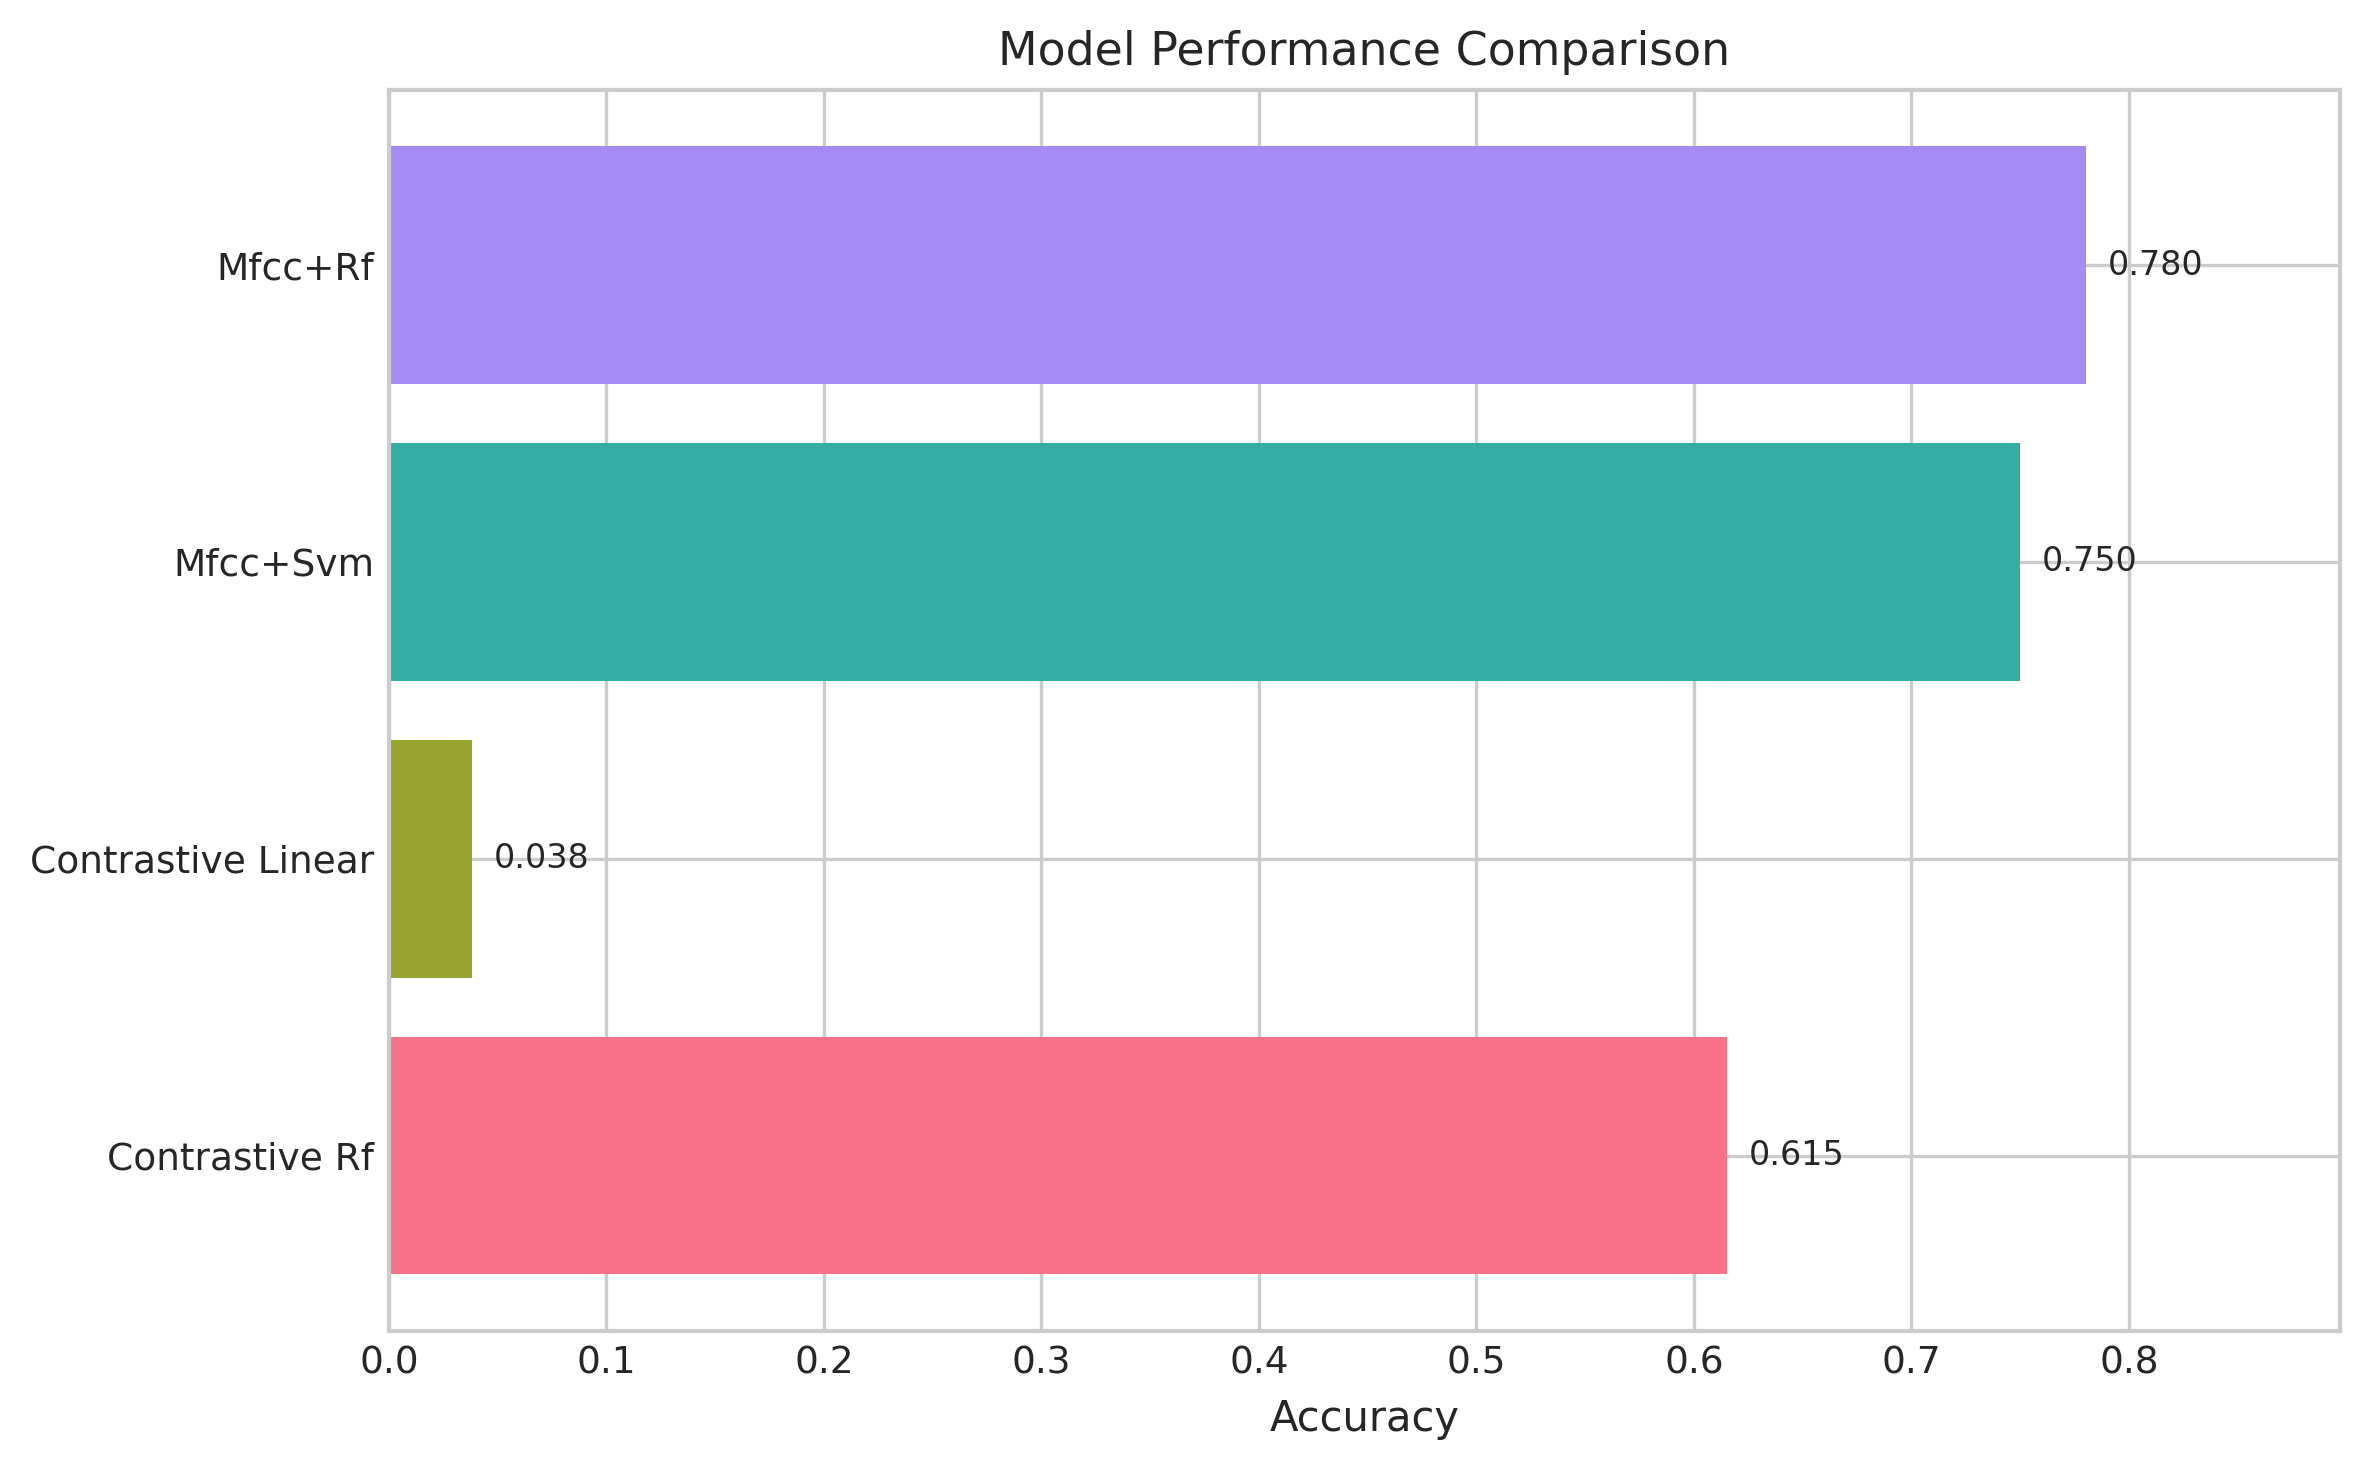 Model Performance Comparison
Mfcc+Rf
0.780
Mfcc+Svm
0.750
Contrastive Linear
0.038
Contrastive Rf
0.615
0.0 0.1 0.2 0.3 0.4 0.5 0.6 0.7 0.8
Accuracy